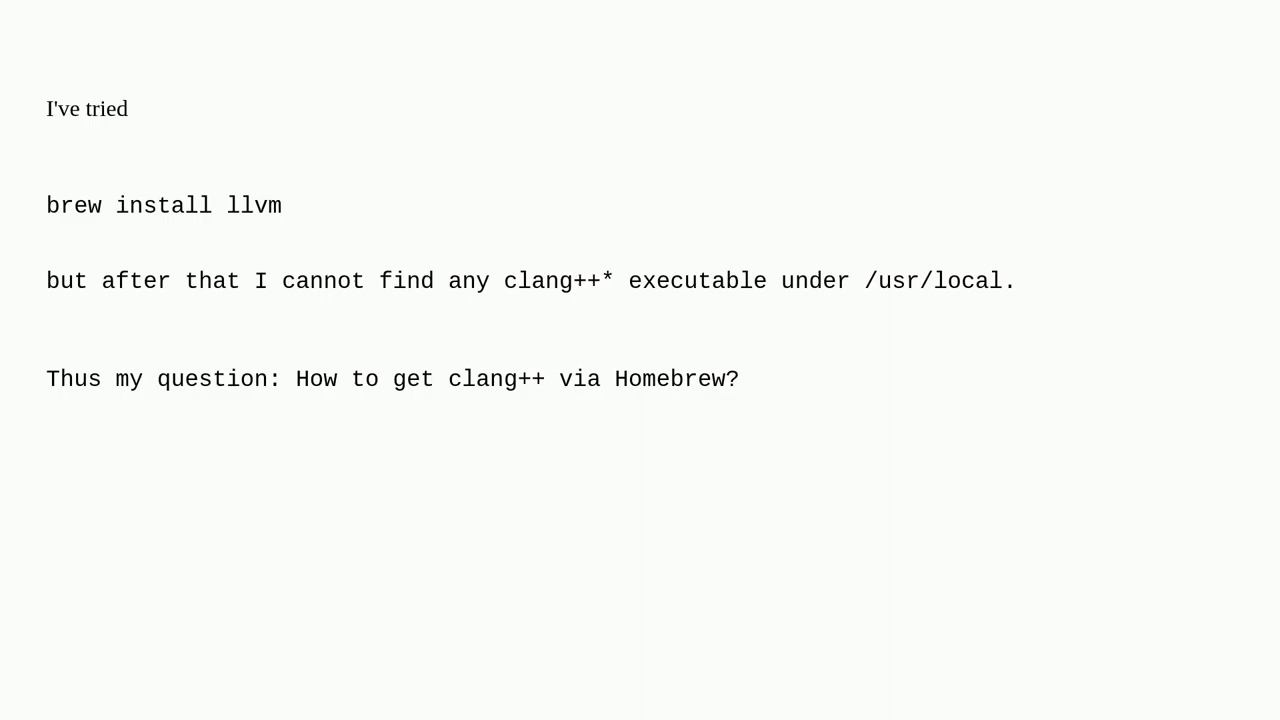 I've tried
brew install llvm
but after that I cannot find any clang++* executable under /usr/local.
Thus my question: How to get clang++ via Homebrew?